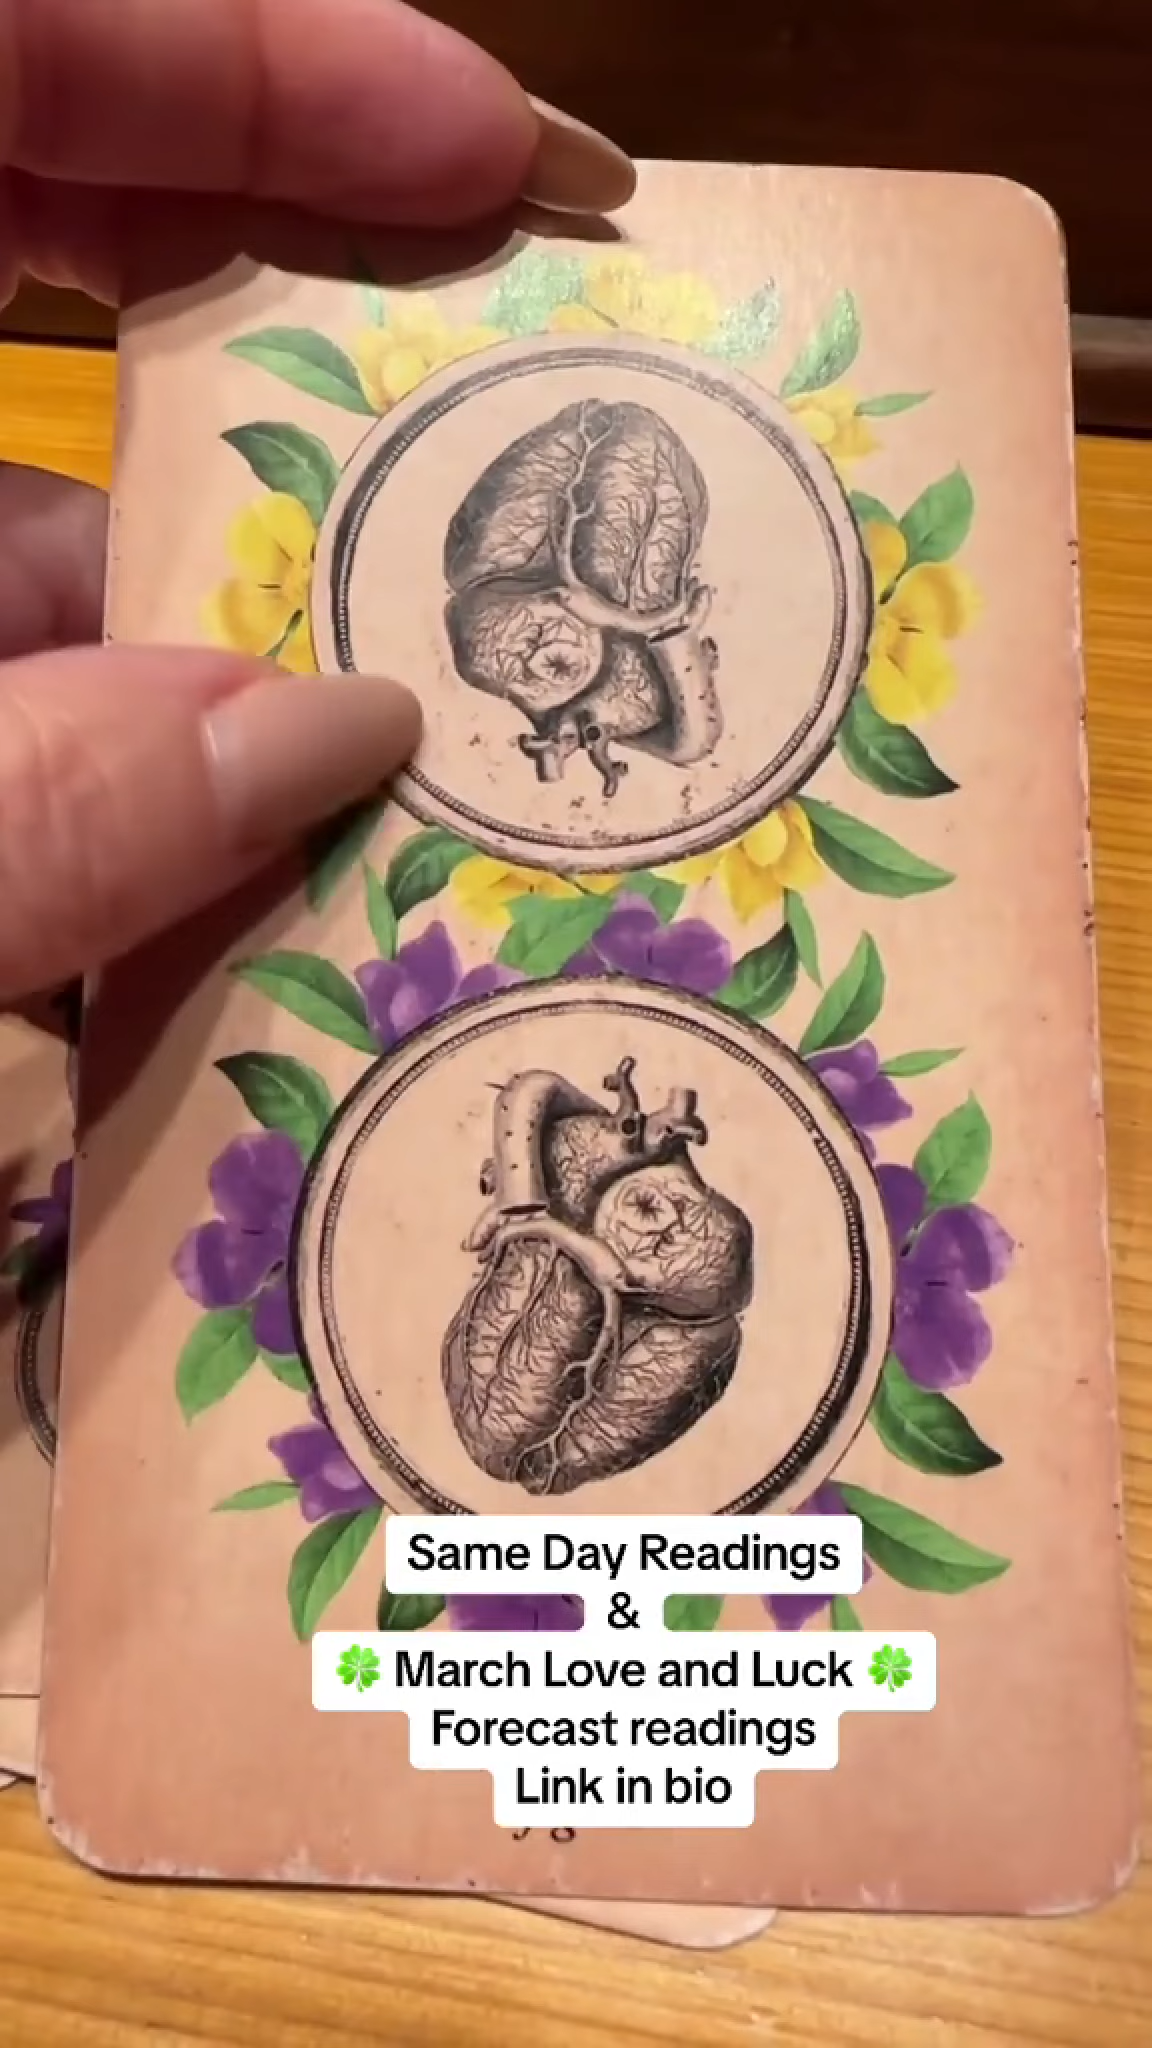 Same Day Readings
&
🍀 March Love and Luck 🍀
Forecast readings
Link in bio